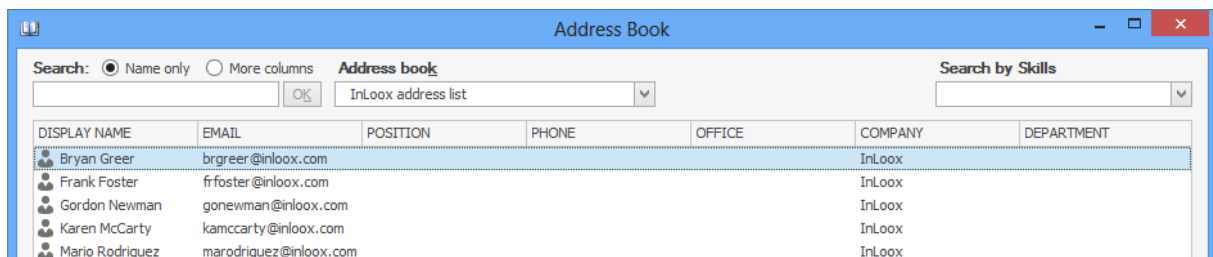 Address Book
Search: Name only More columns Address book Search by Skills
OK InLoox address list
DISPLAY NAME EMAIL POSITION PHONE OFFICE COMPANY DEPARTMENT
Bryan Greer brgreer@inloox.com InLoox
Frank Foster frfoster@inloox.com InLoox
Gordon Newman gonewman@inloox.com InLoox
Karen McCarty kamccarty@inloox.com InLoox
Mario Rodriguez marodriguez@inloox.com InLoox